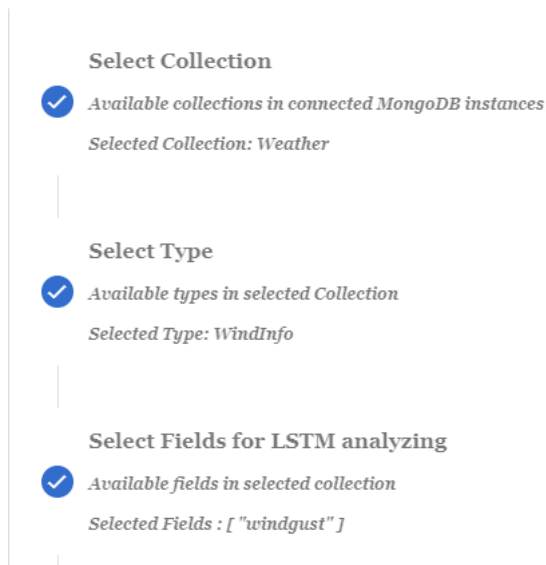 Select Collection
Available collections in connected MongoDB instances
Selected Collection: Weather
Select Type
Available types in selected Collection
Selected Type: WindInfo
Select Fields for LSTM analyzing
Available fields in selected collection
Selected Fields : [ "windgust" ]